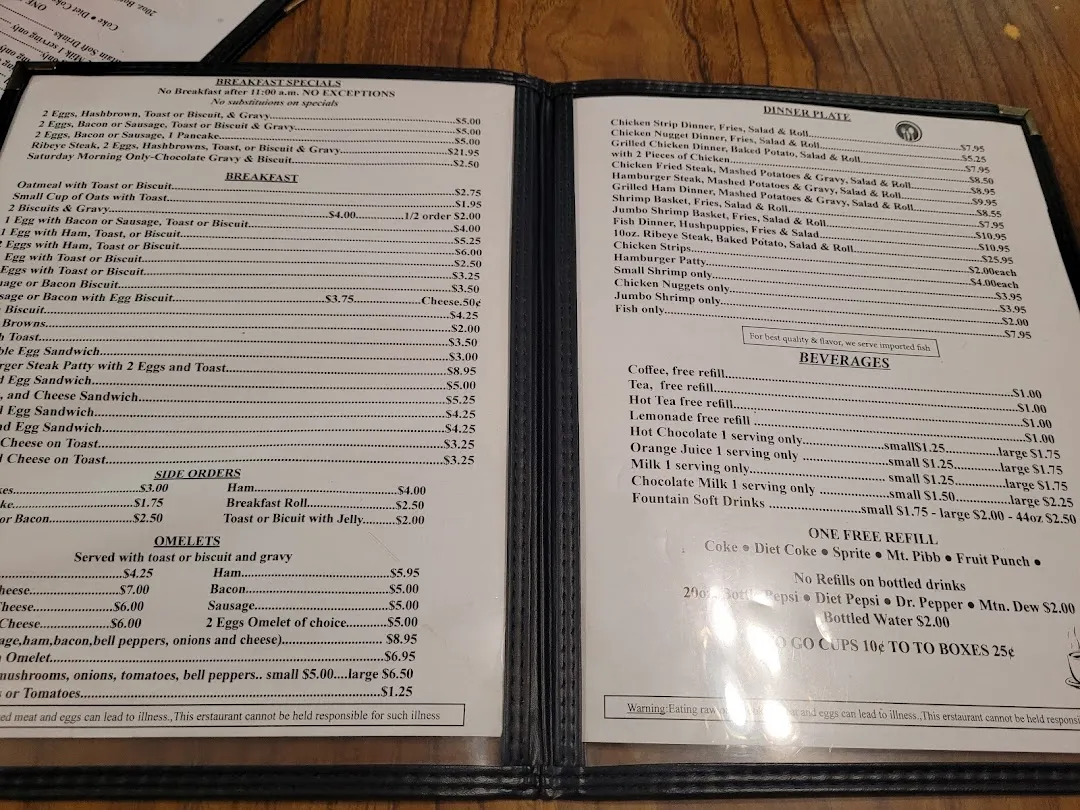 BREAKFAST SPECIALS
No Breakfast after 11:00 a.m. NO EXCEPTIONS
No substituions on specials
2 Eggs, Hashbrown, Toast or Biscuit, & Gravy...$5.00
2 Eggs, Bacon or Sausage, Toast or Biscuit & Gravy...$5.00
2 Eggs, Bacon or Sausage, 1 Pancake...$5.00
Ribeye Steak, 2 Eggs, Hashbrowns, Toast, or Biscuit & Gravy...$21.95
Saturday Morning Only-Chocolate Gravy & Biscuit...$2.50
BREAKFAST
Oatmeal with Toast or Biscuit...$2.75
Small Cup of Oats with Toast...$1.95
2 Biscuits & Gravy...$4.00...1/2 order $2.00
1 Egg with Bacon or Sausage, Toast or Biscuit...$4.00
1 Egg with Ham, Toast, or Biscuit...$5.25
Eggs with Ham, Toast or Biscuit...$6.00
Egg with Toast or Biscuit...$2.50
Eggs with Toast or Biscuit...$3.25
or Bacon Biscuit...$3.50
or Bacon with Egg Biscuit...$3.75...Cheese.50¢
Biscuit...$4.25
Browns...$2.00
Toast...$3.50
Egg Sandwich...$3.00
Steak Patty with 2 Eggs and Toast...$8.95
Egg Sandwich...$5.00
, and Cheese Sandwich...$5.25
Egg Sandwich...$4.25
Egg Sandwich...$4.25
Cheese on Toast...$3.25
Cheese on Toast...$3.25
SIDE ORDERS
$3.00 Ham...$4.00
$1.75 Breakfast Roll...$2.50
or Bacon...$2.50 Toast or Bicuit with Jelly...$2.00
OMELETS
Served with toast or biscuit and gravy
$4.25 Ham...$5.95
$7.00 Bacon...$5.00
$6.00 Sausage...$5.00
Cheese...$6.00 2 Eggs Omelet of choice...$5.00
ham,bacon,bell peppers, onions and cheese)...$8.95
Omelet...$6.95
mushrooms, onions, tomatoes, bell peppers.. small $5.00....large $6.50
or Tomatoes...$1.25
meat and eggs can lead to illness.,This erstaurant cannot be held responsible for such illness
DINNER PLATE
Chicken Strip Dinner, Fries, Salad & Roll...$7.95
Chicken Nugget Dinner, Fries, Salad & Roll...$5.25
Grilled Chicken Dinner, Baked Potato, Salad & Roll...$7.95
with 2 Pieces of Chicken...$8.50
Chicken Fried Steak, Mashed Potatoes & Gravy, Salad & Roll...$8.95
Hamburger Steak, Mashed Potatoes & Gravy, Salad & Roll...$9.95
Grilled Ham Dinner, Mashed Potatoes & Gravy, Salad & Roll...$8.55
Shrimp Basket, Fries, Salad & Roll...$7.95
Jumbo Shrimp Basket, Fries, Salad & Roll...$10.95
Fish Dinner, Hushpuppies, Fries & Salad...$10.95
10oz. Ribeye Steak, Baked Potato, Salad & Roll...$25.95
Chicken Strips...$2.00each
Hamburger Patty...$4.00each
Small Shrimp only...$3.95
Chicken Nuggets only...$3.95
Jumbo Shrimp only...$2.00
Fish only...$7.95
For best quality & flavor, we serve imported fish
BEVERAGES
Coffee, free refill...$1.00
Tea, free refill...$1.00
Hot Tea free refill...$1.00
Lemonade free refill...$1.00
Hot Chocolate 1 serving only...small$1.25...large $1.75
Orange Juice 1 serving only...small $1.25...large $1.75
Milk 1 serving only...small $1.25...large $1.75
Chocolate Milk 1 serving only...small $1.50...large $2.25
Fountain Soft Drinks...small $1.75 - large $2.00 - 44oz $2.50
ONE FREE REFILL
Coke ● Diet Coke ● Sprite ● Mt. Pibb ● Fruit Punch ●
No Refills on bottled drinks
20oz. Bottle Pepsi ● Diet Pepsi ● Dr. Pepper ● Mtn. Dew $2.00
Bottled Water $2.00
GO CUPS 10¢ TO TO BOXES 25¢
Warning:Eating raw and eggs can lead to illness.,This erstaurant cannot be held